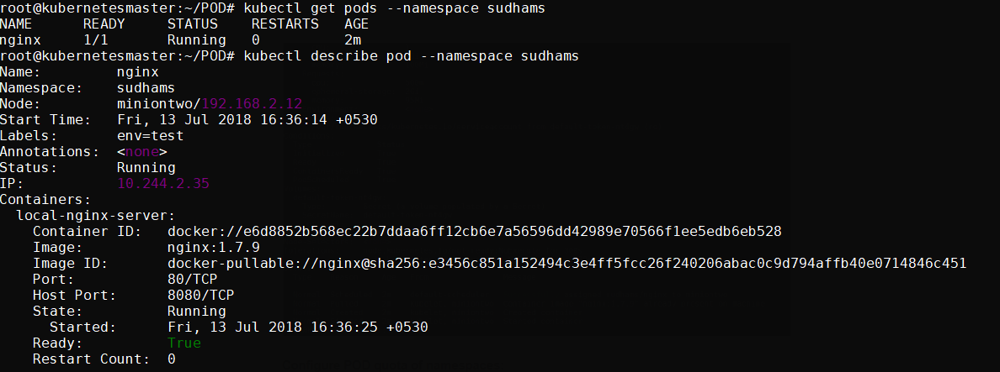 root@kubernetesmaster:~/POD# kubectl get pods --namespace sudhams
NAME      READY     STATUS    RESTARTS   AGE
nginx     1/1       Running   0          2m
root@kubernetesmaster:~/POD# kubectl describe pod --namespace sudhams
Name:         nginx
Namespace:    sudhams
Node:         miniontwo/192.168.2.12
Start Time:   Fri, 13 Jul 2018 16:36:14 +0530
Labels:       env=test
Annotations:  <none>
Status:       Running
IP:           10.244.2.35
Containers:
  local-nginx-server:
    Container ID:   docker://e6d8852b568ec22b7ddaa6ff12cb6e7a56596dd42989e70566f1ee5edb6eb528
    Image:          nginx:1.7.9
    Image ID:       docker-pullable://nginx@sha256:e3456c851a152494c3e4ff5fcc26f240206abac0c9d794affb40e0714846c451
    Port:           80/TCP
    Host Port:      8080/TCP
    State:          Running
      Started:      Fri, 13 Jul 2018 16:36:25 +0530
    Ready:          True
    Restart Count:  0